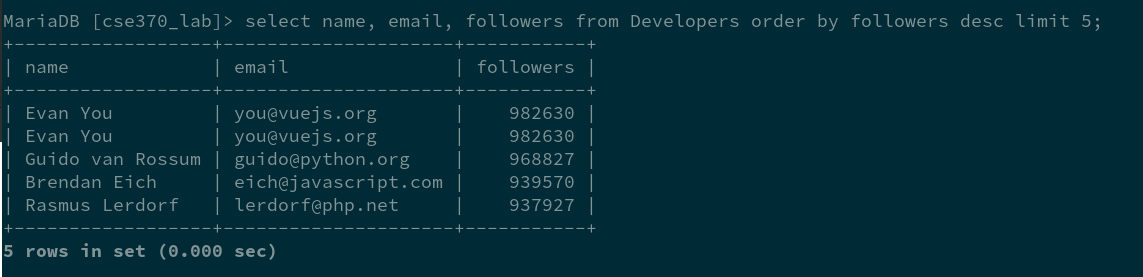 MariaDB [cse370_lab]> select name, email, followers from Developers order by followers desc limit 5;
+------------------+---------------------+-----------+
| name             | email               | followers |
+------------------+---------------------+-----------+
| Evan You         | you@vuejs.org       |    982630 |
| Evan You         | you@vuejs.org       |    982630 |
| Guido van Rossum | guido@python.org    |    968827 |
| Brendan Eich     | eich@javascript.com |    939570 |
| Rasmus Lerdorf   | lerdorf@php.net     |    937927 |
+------------------+---------------------+-----------+
5 rows in set (0.000 sec)